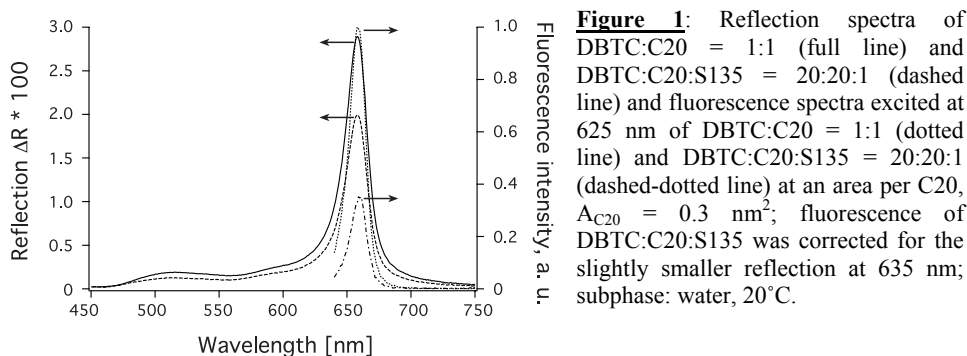 3.0
2.5
2.0
1.5
1.0
0.5
0
Reflection ΔR * 100
450 500 550 600 650 700 750
Wavelength [nm]
1.0
0.8
0.6
0.4
0.2
0
Fluorescence intensity, a. u.
Figure 1: Reflection spectra of
DBTC:C20 = 1:1 (full line) and
DBTC:C20:S135 = 20:20:1 (dashed
line) and fluorescence spectra excited at
625 nm of DBTC:C20 = 1:1 (dotted
line) and DBTC:C20:S135 = 20:20:1
(dashed-dotted line) at an area per C20,
A_C20 = 0.3 nm²; fluorescence of
DBTC:C20:S135 was corrected for the
slightly smaller reflection at 635 nm;
subphase: water, 20˚C.